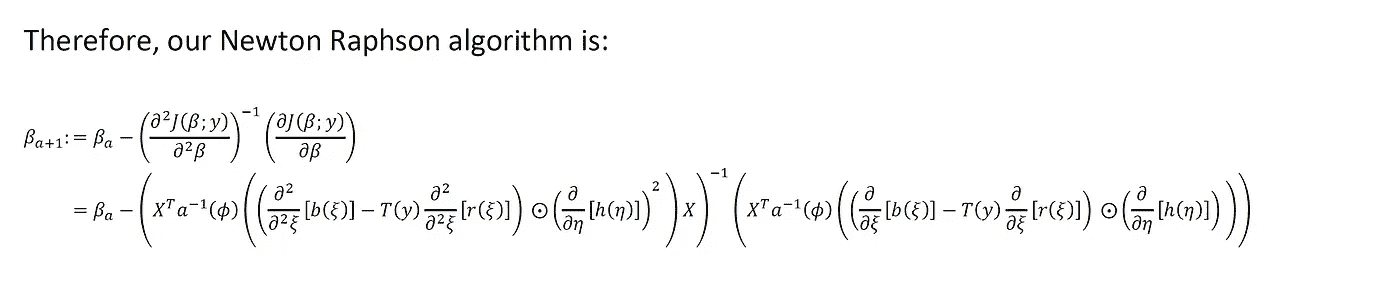 Therefore, our Newton Raphson algorithm is:
β_{a+1} := β_a − (∂²J(β; y)/∂²β)^{−1} (∂J(β; y)/∂β)
= β_a − (X^T a^{−1}(ϕ) ((∂²/∂²ξ [b(ξ)] − T(y) ∂²/∂²ξ [r(ξ)]) ⊙ (∂/∂η [h(η)])²) X)^{−1} (X^T a^{−1}(ϕ) ((∂/∂ξ [b(ξ)] − T(y) ∂/∂ξ [r(ξ)]) ⊙ (∂/∂η [h(η)])))